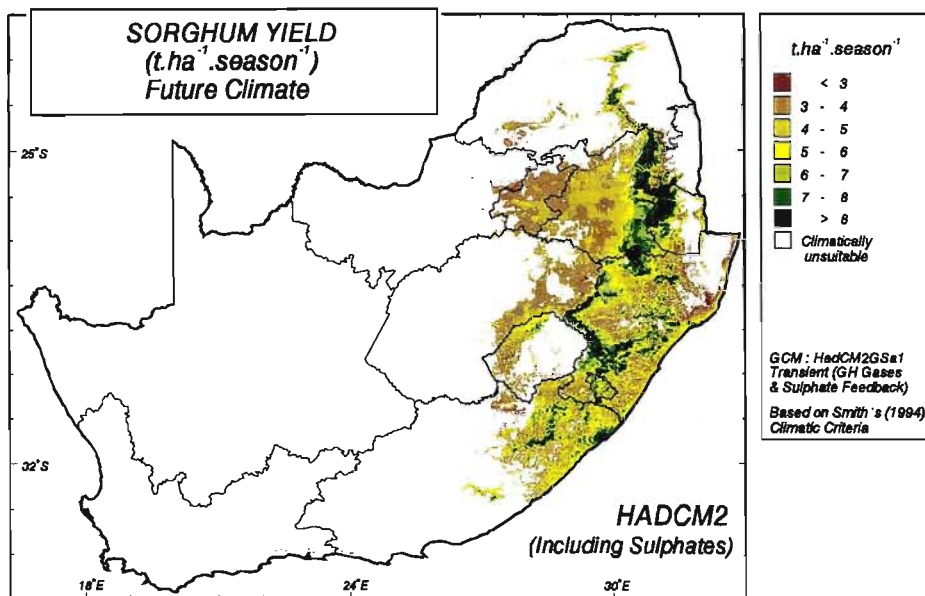 SORGHUM YIELD
(t.ha⁻¹.season⁻¹)
Future Climate
25°S
32°S
18°E
24°E
30°E
HADCM2
(Including Sulphates)
t.ha⁻¹.season⁻¹
< 3
3 - 4
4 - 5
5 - 6
6 - 7
7 - 8
> 8
Climatically
unsuitable
GCM : HadCM2GSa1
Transient (GH Gases
& Sulphate Feedback)
Based on Smith's (1994)
Climatic Criteria